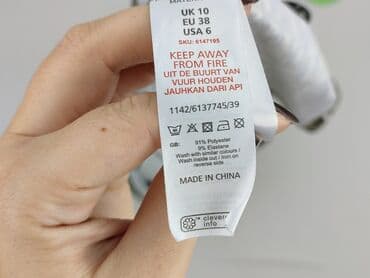 UK 10
EU 38
USA 6
SKU: 6147195
KEEP AWAY
FROM FIRE
UIT DE BUURT VAN
VUUR HOUDEN
JAUHKAN DARI API
1142/6137745/39
GB: 91% Polyester
9% Elastane
Wash with similar colours /
Wash inside out / Iron on
reverse side
MADE IN CHINA
clever
info